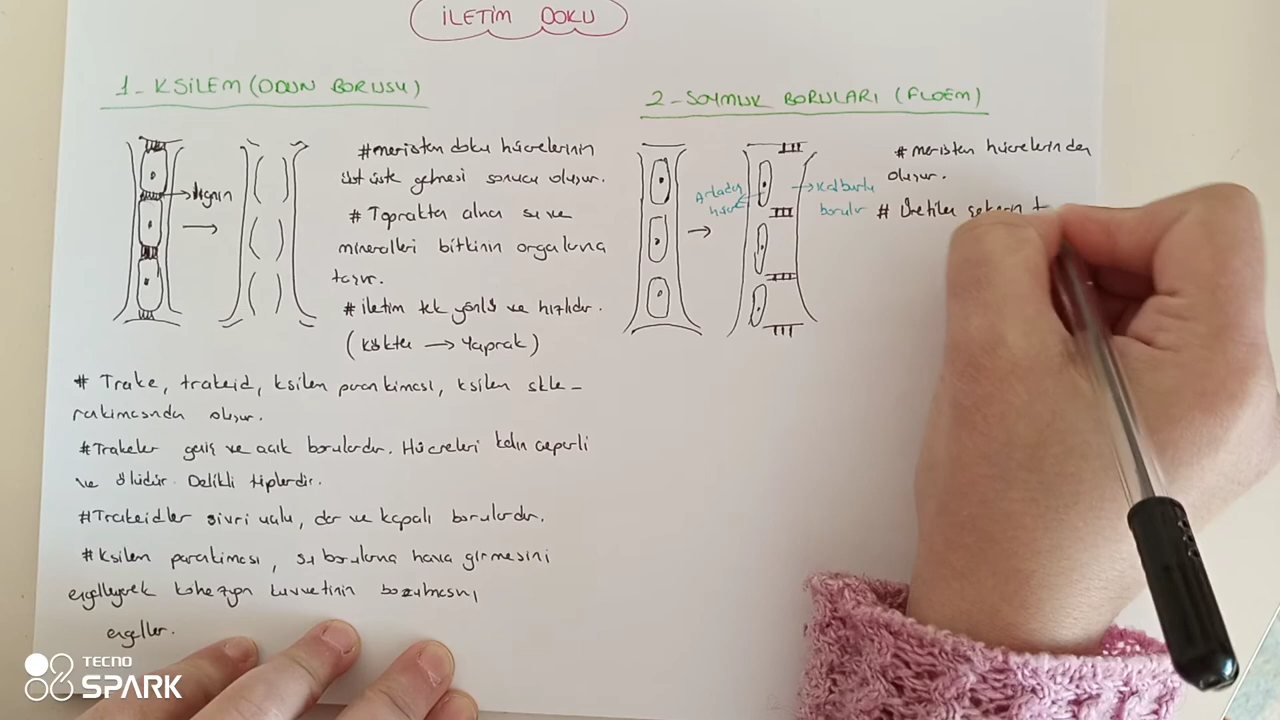 İLETİM DOKU
1- KSİLEM (ODUN BORUSU)
#meristem doku hücrelerinin
üst üste gelmesi sonucu oluşur.
lignin
# Topraktan alınan su ve
mineralleri bitkinin organlarına
taşır.
# iletim tek yönlü ve hızlıdır.
(kökten → Yaprak)
# Trake, trakeid, ksilem parankiması, ksilem skle-
rankimasından oluşur.
#Trakeler geniş ve açık borulardır. Hücreleri kalın çeperli
ve ölüdür. Delikli tiplerdir.
#Trakeidler sivri uçlu, dar ve kapalı borulardır.
#Ksilem parankiması, su borularına hava girmesini
engelleyerek kohezyon kuvvetinin bozulmasını
engeller.
2- SOYMUK BORULARI (FLOEM)
# meristem hücrelerinden
oluşur.
Arkadaş
hücre
Kalburlu
borular
# Üretilen şekerin t
TECNO
SPARK